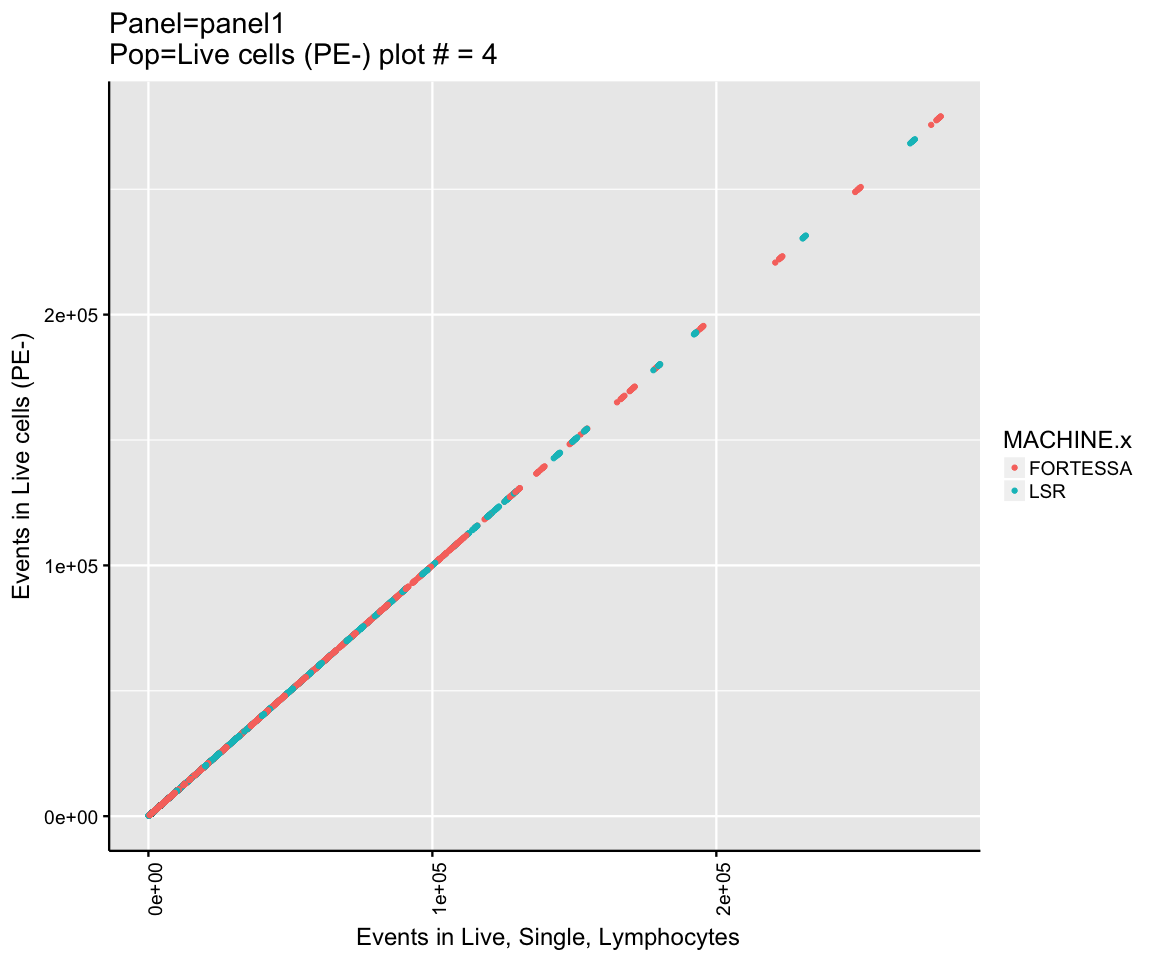 Panel=panel1
Pop=Live cells (PE-) plot # = 4
Events in Live cells (PE-)
2e+05
1e+05
0e+00
0e+00
1e+05
2e+05
Events in Live, Single, Lymphocytes
MACHINE.x
FORTESSA
LSR